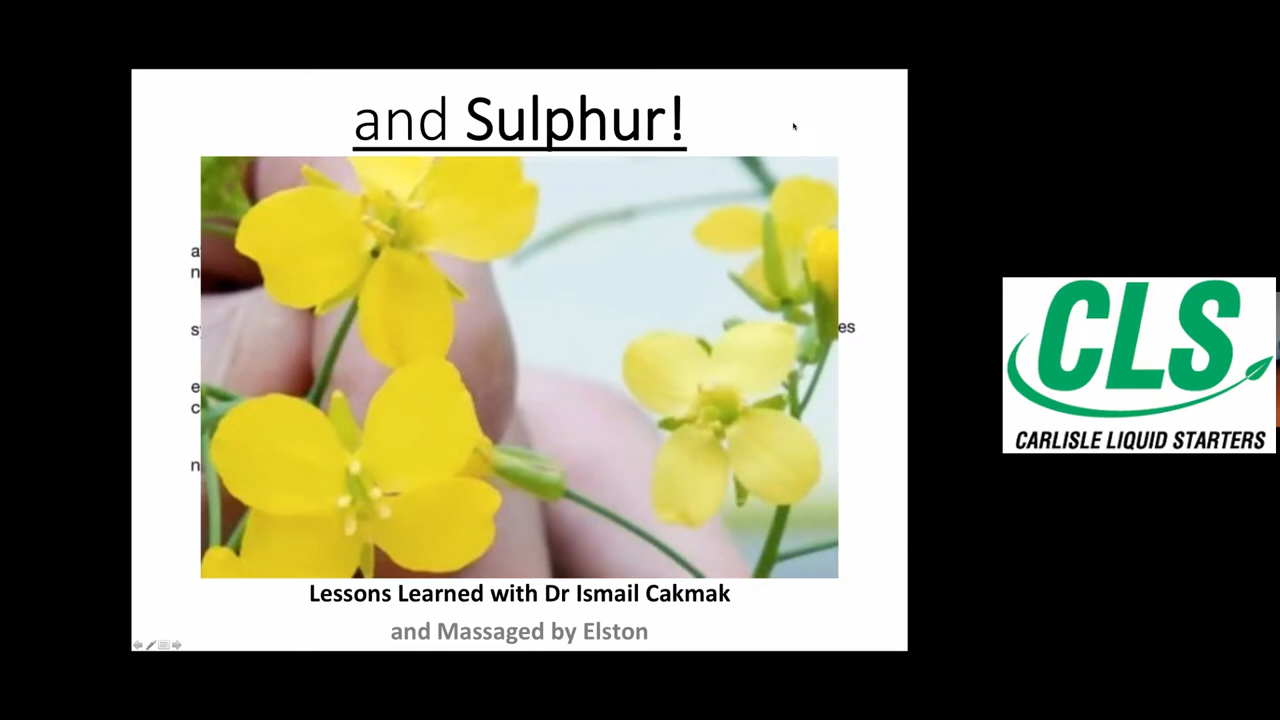 and Sulphur!
Lessons Learned with Dr Ismail Cakmak
and Massaged by Elston
CLS
CARLISLE LIQUID STARTERS